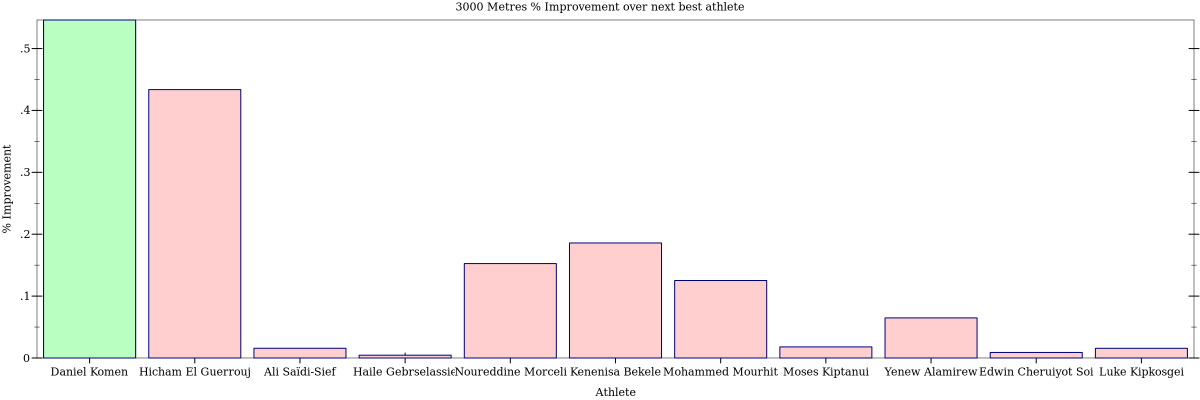 3000 Metres % Improvement over next best athlete
% Improvement
.5
.4
.3
.2
.1
0
Daniel Komen Hicham El Guerrouj Ali Saïdi-Sief Haile Gebrselassie Noureddine Morceli Kenenisa Bekele Mohammed Mourhit Moses Kiptanui Yenew Alamirew Edwin Cheruiyot Soi Luke Kipkosgei
Athlete